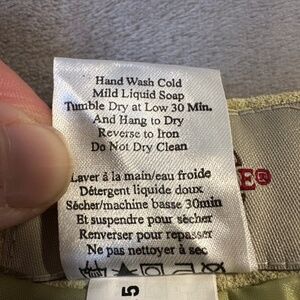 Hand Wash Cold
Mild Liquid Soap
Tumble Dry at Low 30 Min.
And Hang to Dry
Reverse to Iron
Do Not Dry Clean
Laver à la main/eau froide
Détergent liquide doux
Sécher/machine basse 30min
Et suspendre pour sécher
Renverser pour repasser
Ne pas nettoyer à sec
E®
5